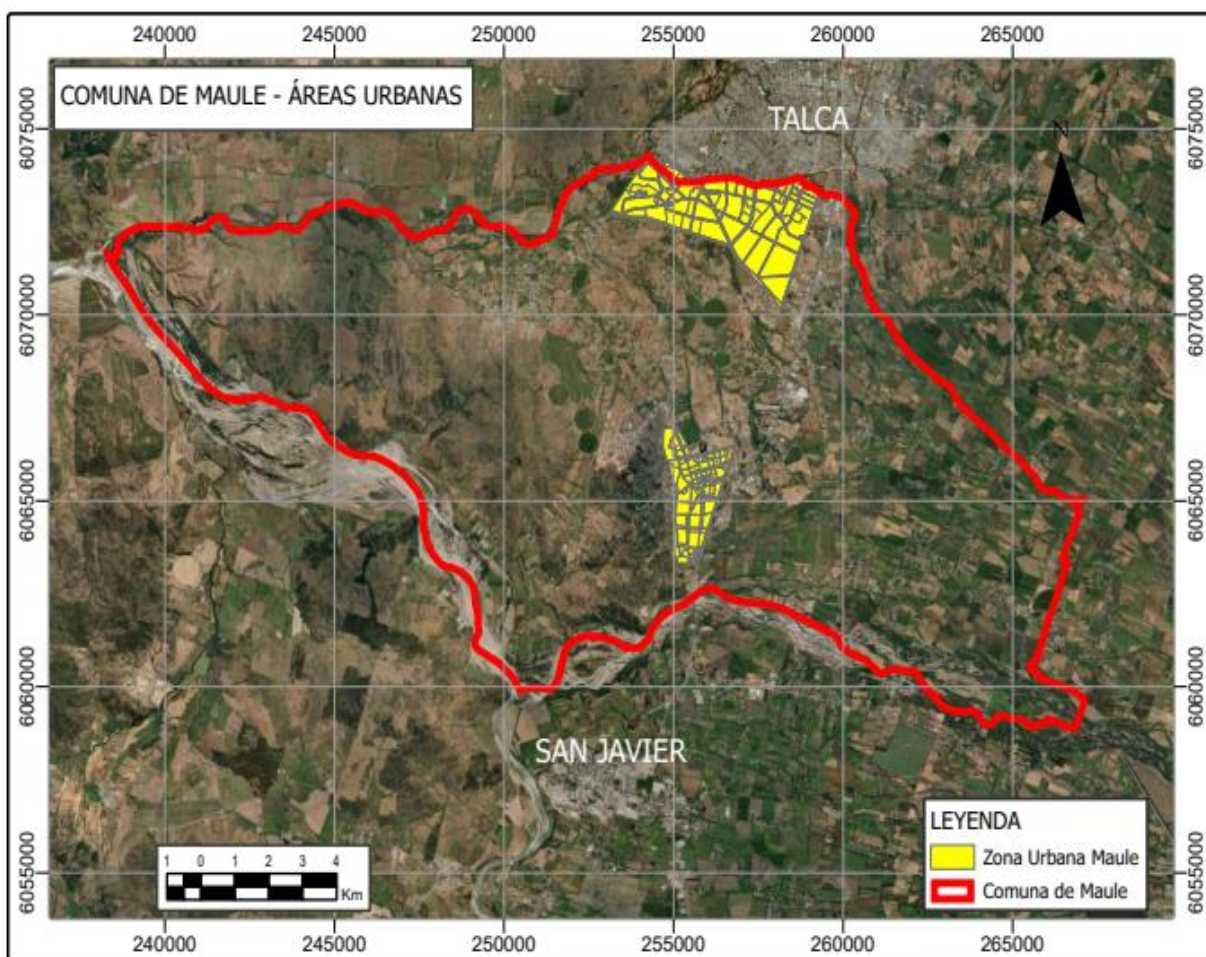 240000 245000 250000 255000 260000 265000
COMUNA DE MAULE - ÁREAS URBANAS
TALCA
6075000 6075000
N
6070000 6070000
6065000 6065000
6060000 6060000
SAN JAVIER
LEYENDA
Zona Urbana Maule
Comuna de Maule
1 0 1 2 3 4
Km
6055000 6055000
240000 245000 250000 255000 260000 265000